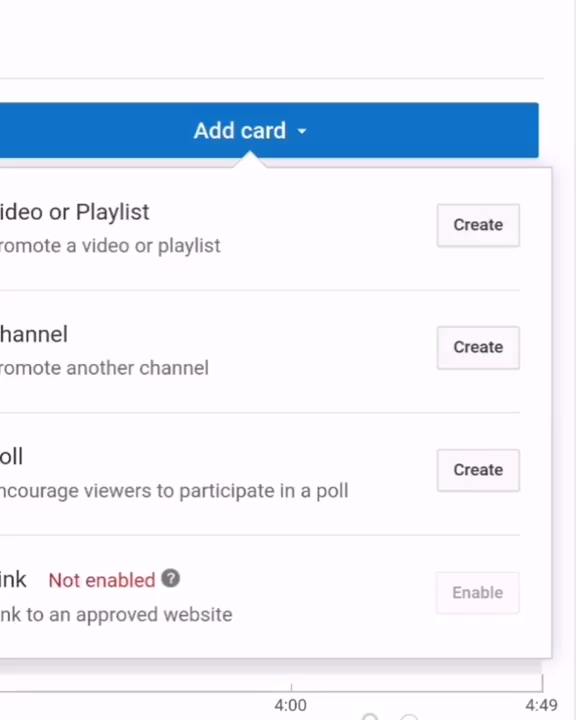 Add card
ideo or Playlist
Create
romote a video or playlist
hannel
Create
romote another channel
oll
Create
ncourage viewers to participate in a poll
ink Not enabled ?
Enable
nk to an approved website
4:00
4:49